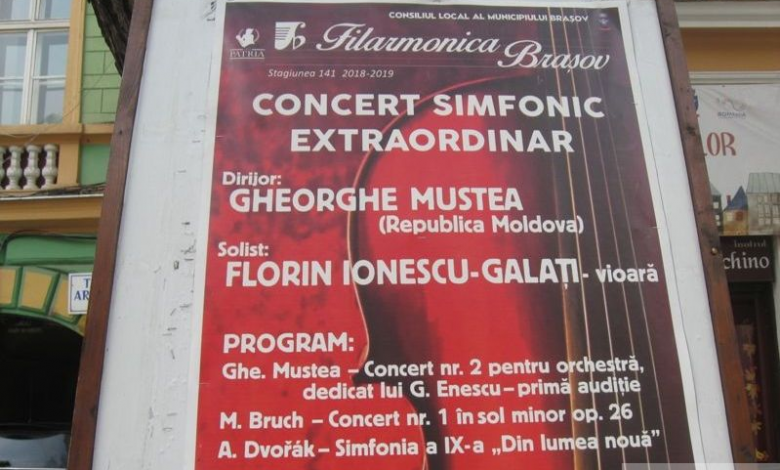 CONSILIUL LOCAL AL MUNICIPIULUI BRAȘOV
PATRIA
Filarmonica
Brașov
Stagiunea 141 2018-2019
CONCERT SIMFONIC
EXTRAORDINAR
Dirijor:
GHEORGHE MUSTEA
(Republica Moldova)
Solist:
FLORIN IONESCU-GALAȚI - vioară
PROGRAM:
Ghe. Mustea – Concert nr. 2 pentru orchestră,
dedicat lui G. Enescu – primă audiție
M. Bruch – Concert nr. 1 în sol minor op. 26
A. Dvořák – Simfonia a IX-a „Din lumea nouă”
LOR
chino
T
AR